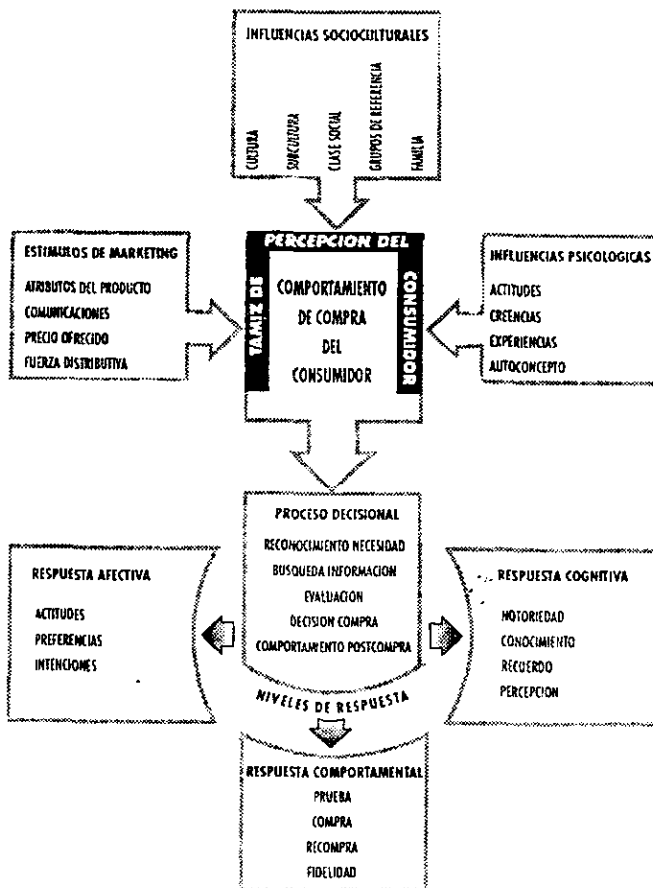 INFLUENCIAS SOCIOCULTURALES
CULTURA
SUBCULTURA
CLASE SOCIAL
GRUPOS DE REFERENCIA
FAMILIA
ESTIMULOS DE MARKETING
ATRIBUTOS DEL PRODUCTO
COMUNICACIONES
PRECIO OFRECIDO
FUERZA DISTRIBUTIVA
TAMIZ DE
PERCEPCION DEL
CONSUMIDOR
COMPORTAMIENTO
DE COMPRA
DEL
CONSUMIDOR
INFLUENCIAS PSICOLOGICAS
ACTITUDES
CREENCIAS
EXPERIENCIAS
AUTOCONCEPTO
PROCESO DECISIONAL
RECONOCIMIENTO NECESIDAD
BUSQUEDA INFORMACION
EVALUACION
DECISION COMPRA
COMPORTAMIENTO POSTCOMPRA
RESPUESTA AFECTIVA
ACTITUDES
PREFERENCIAS
INTENCIONES
RESPUESTA COGNITIVA
NOTORIEDAD
CONOCIMIENTO
RECUERDO
PERCEPCION
NIVELES DE RESPUESTA
RESPUESTA COMPORTAMENTAL
PRUEBA
COMPRA
RECOMPRA
FIDELIDAD